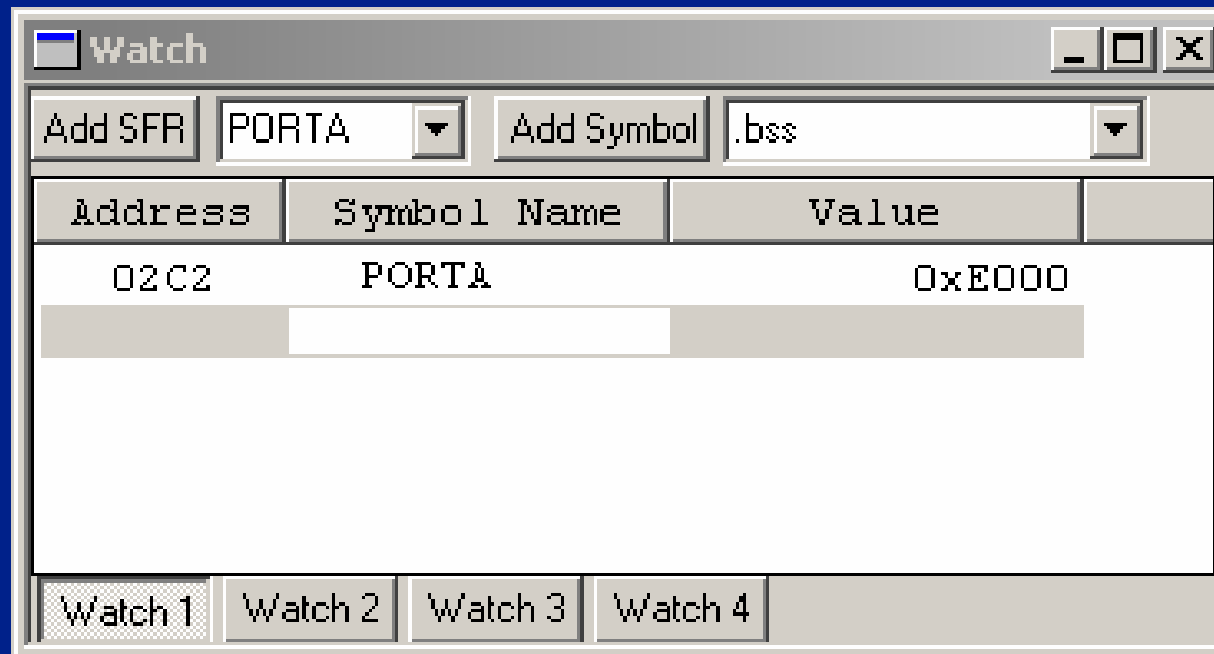 Watch
Add SFR PORTA Add Symbol .bss
Address Symbol Name Value
02C2 PORTA 0xE000
Watch 1 Watch 2 Watch 3 Watch 4